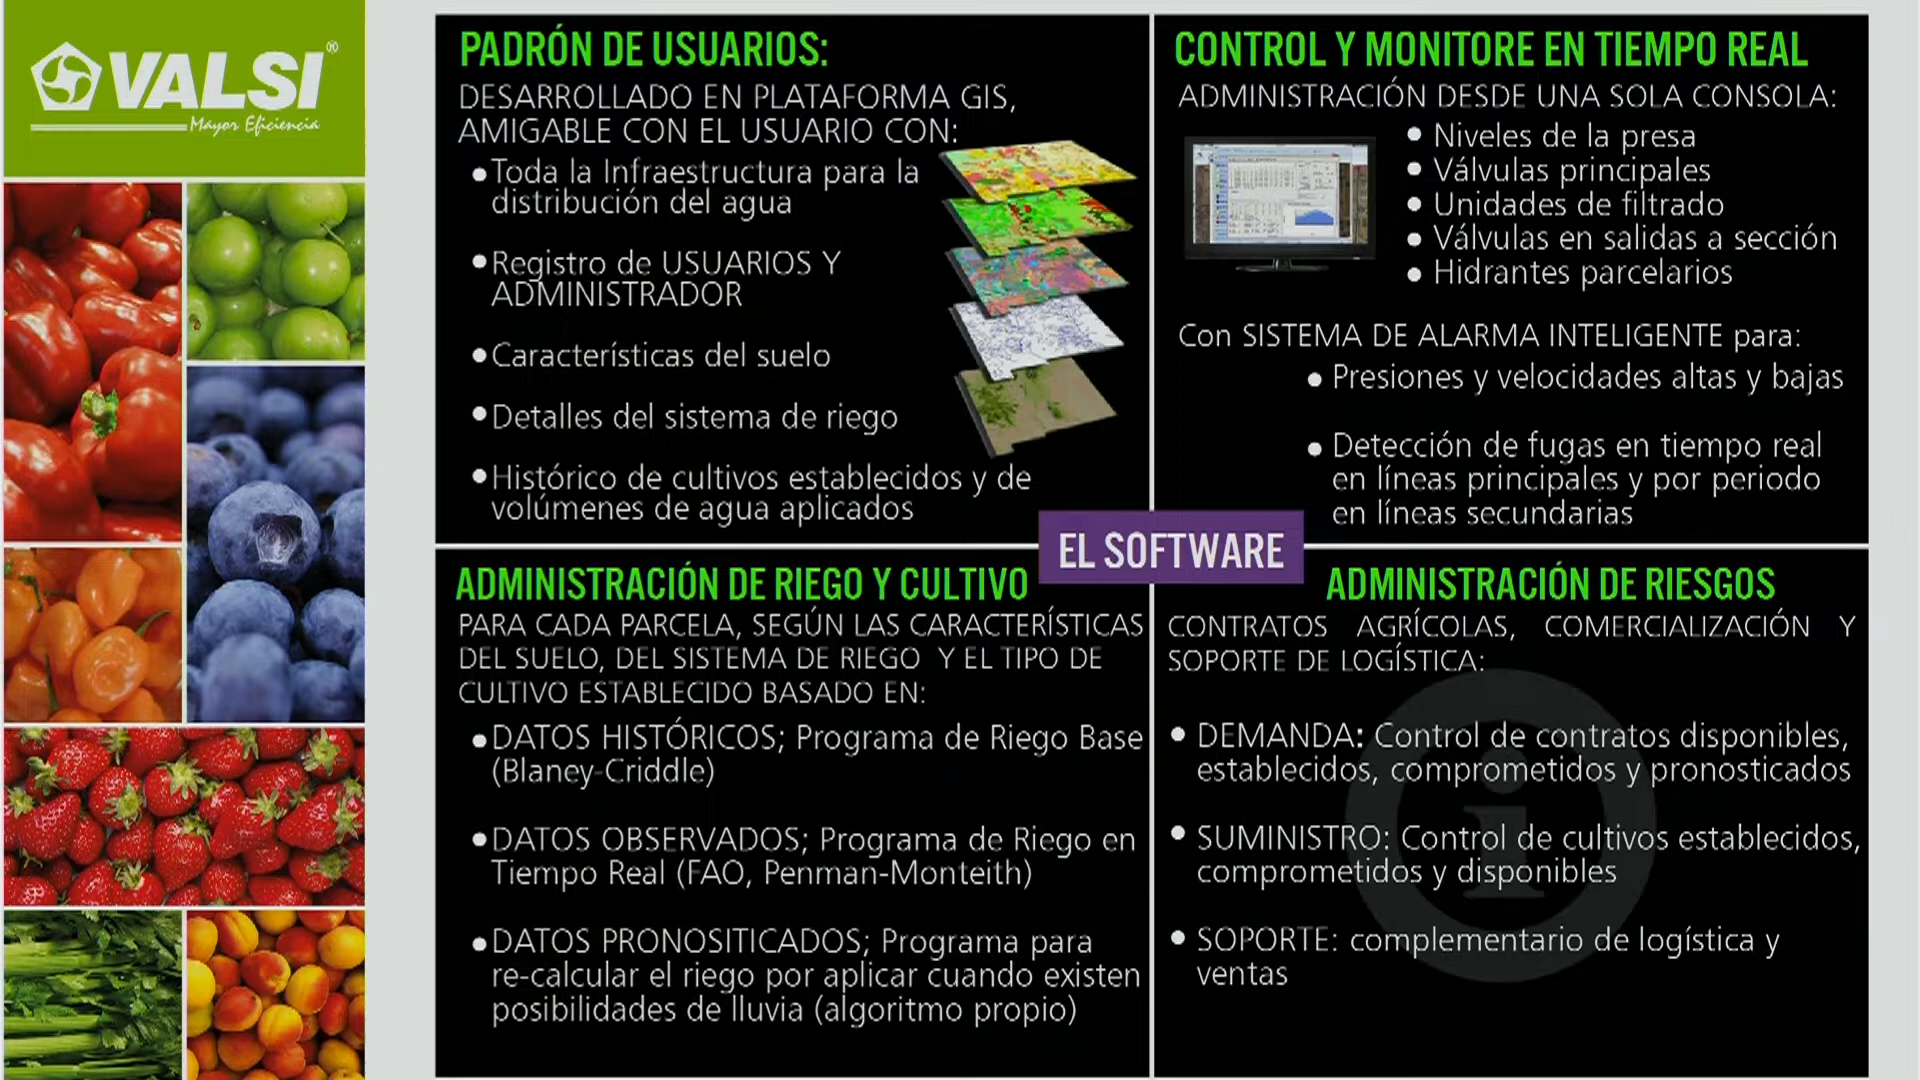 VALSI®
Mayor Eficiencia
PADRÓN DE USUARIOS:
DESARROLLADO EN PLATAFORMA GIS,
AMIGABLE CON EL USUARIO CON:
●Toda la Infraestructura para la
distribución del agua
●Registro de USUARIOS Y
ADMINISTRADOR
●Características del suelo
●Detalles del sistema de riego
●Histórico de cultivos establecidos y de
volúmenes de agua aplicados
CONTROL Y MONITORE EN TIEMPO REAL
ADMINISTRACIÓN DESDE UNA SOLA CONSOLA:
● Niveles de la presa
● Válvulas principales
● Unidades de filtrado
● Válvulas en salidas a sección
● Hidrantes parcelarios
Con SISTEMA DE ALARMA INTELIGENTE para:
● Presiones y velocidades altas y bajas
● Detección de fugas en tiempo real
en líneas principales y por periodo
en líneas secundarias
EL SOFTWARE
ADMINISTRACIÓN DE RIEGO Y CULTIVO
PARA CADA PARCELA, SEGÚN LAS CARACTERÍSTICAS
DEL SUELO, DEL SISTEMA DE RIEGO Y EL TIPO DE
CULTIVO ESTABLECIDO BASADO EN:
●DATOS HISTÓRICOS; Programa de Riego Base
(Blaney-Criddle)
●DATOS OBSERVADOS; Programa de Riego en
Tiempo Real (FAO, Penman-Monteith)
●DATOS PRONOSITICADOS; Programa para
re-calcular el riego por aplicar cuando existen
posibilidades de lluvia (algoritmo propio)
ADMINISTRACIÓN DE RIESGOS
CONTRATOS AGRÍCOLAS, COMERCIALIZACIÓN Y
SOPORTE DE LOGÍSTICA:
● DEMANDA: Control de contratos disponibles,
establecidos, comprometidos y pronosticados
● SUMINISTRO: Control de cultivos establecidos,
comprometidos y disponibles
● SOPORTE: complementario de logística y
ventas